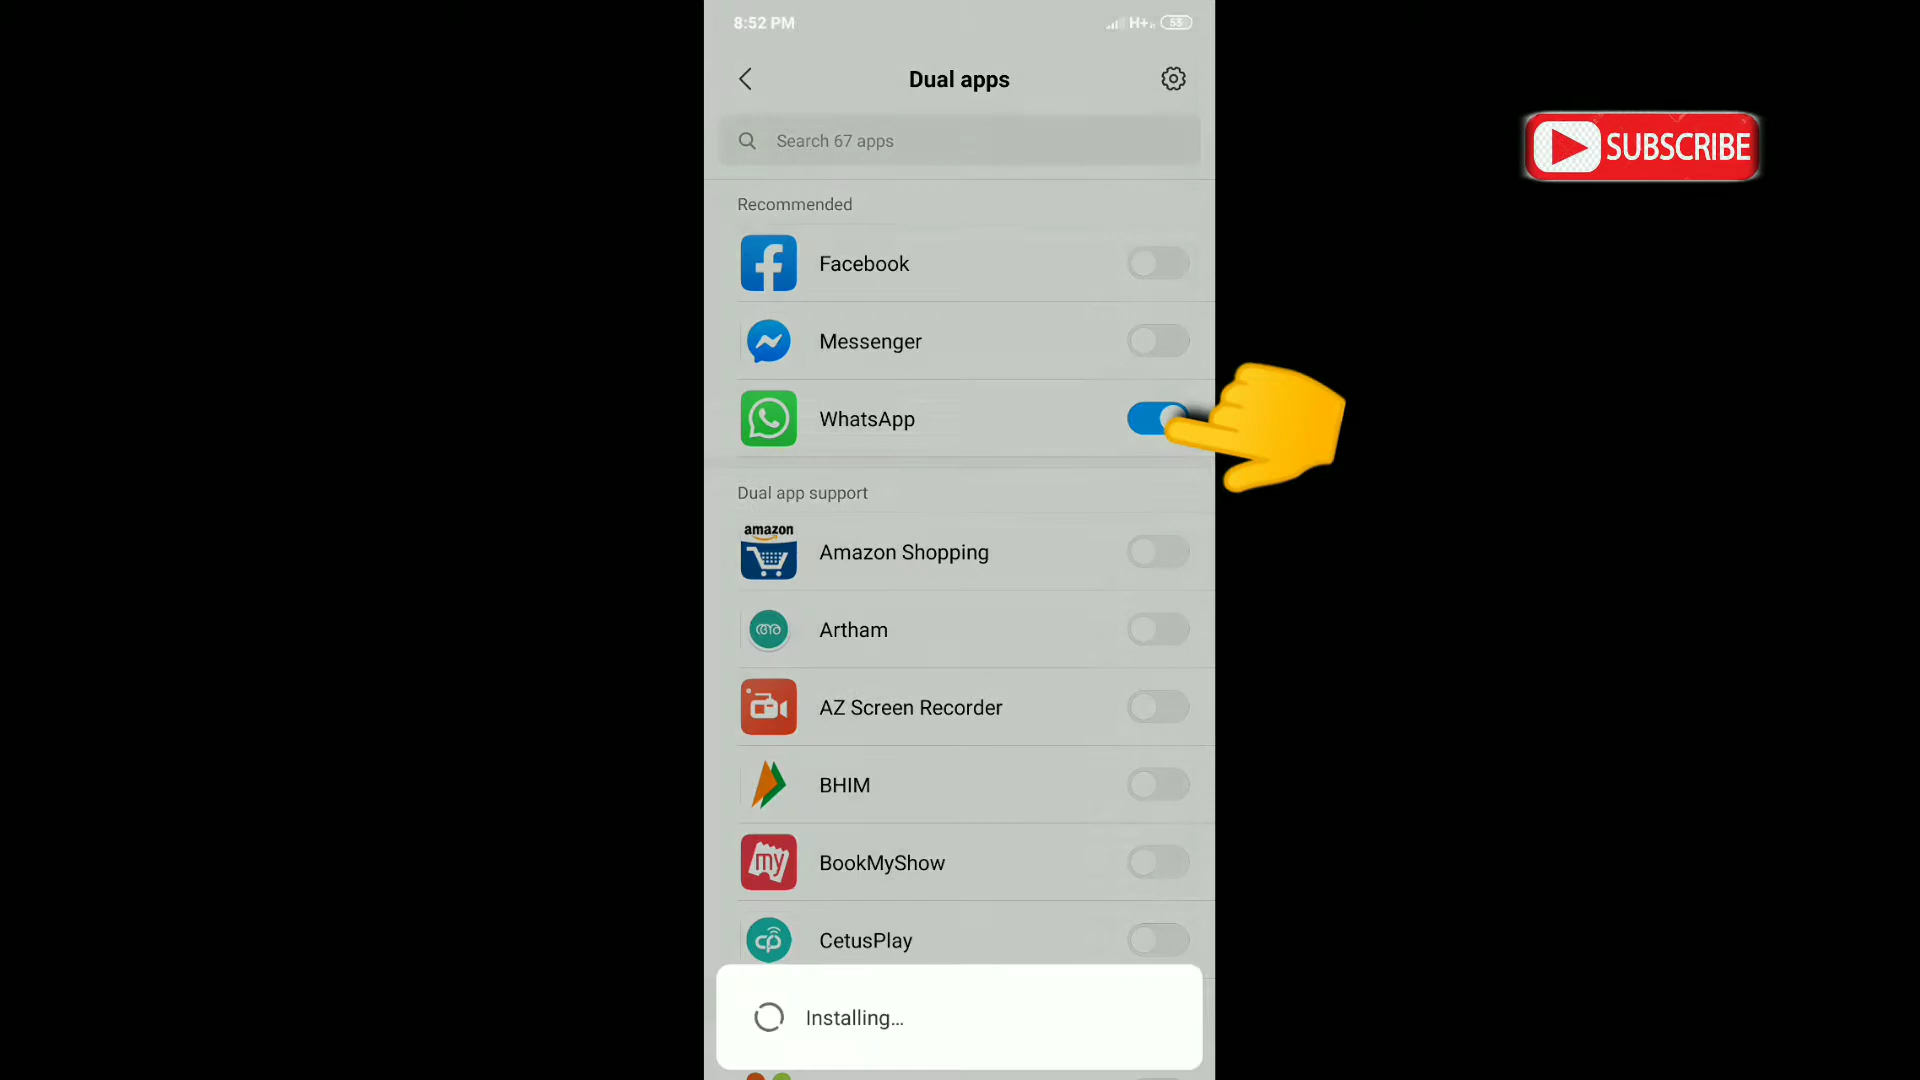 8:52 PM
H+
55
Dual apps
Search 67 apps
SUBSCRIBE
Recommended
Facebook
Messenger
WhatsApp
Dual app support
amazon
Amazon Shopping
അ
Artham
AZ Screen Recorder
BHIM
my
BookMyShow
cp
CetusPlay
Installing...